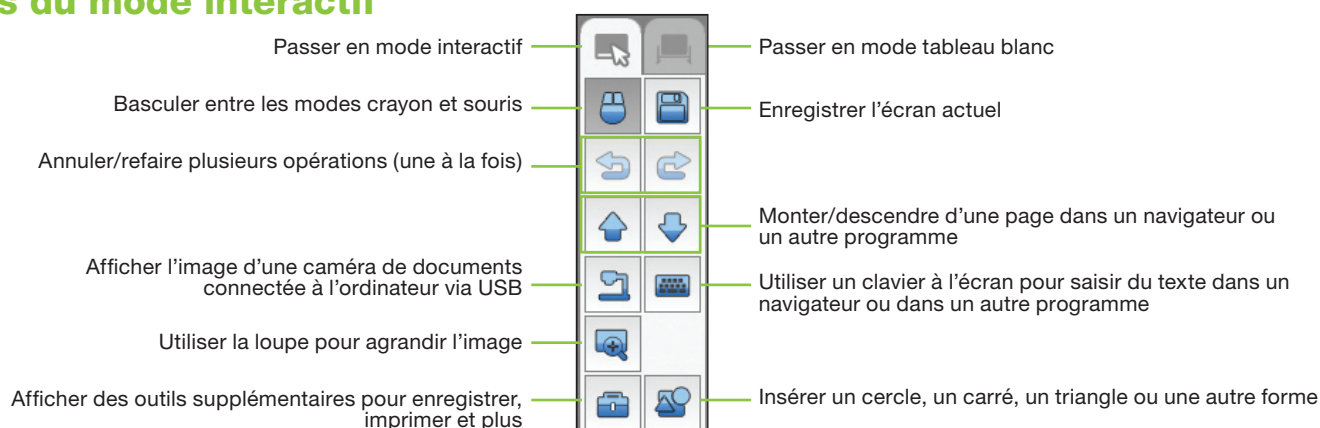 s du mode interactif
Passer en mode interactif
Passer en mode tableau blanc
Basculer entre les modes crayon et souris
Enregistrer l’écran actuel
Annuler/refaire plusieurs opérations (une à la fois)
Monter/descendre d’une page dans un navigateur ou
un autre programme
Afficher l’image d’une caméra de documents
connectée à l’ordinateur via USB
Utiliser un clavier à l’écran pour saisir du texte dans un
navigateur ou dans un autre programme
Utiliser la loupe pour agrandir l’image
Afficher des outils supplémentaires pour enregistrer,
imprimer et plus
Insérer un cercle, un carré, un triangle ou une autre forme